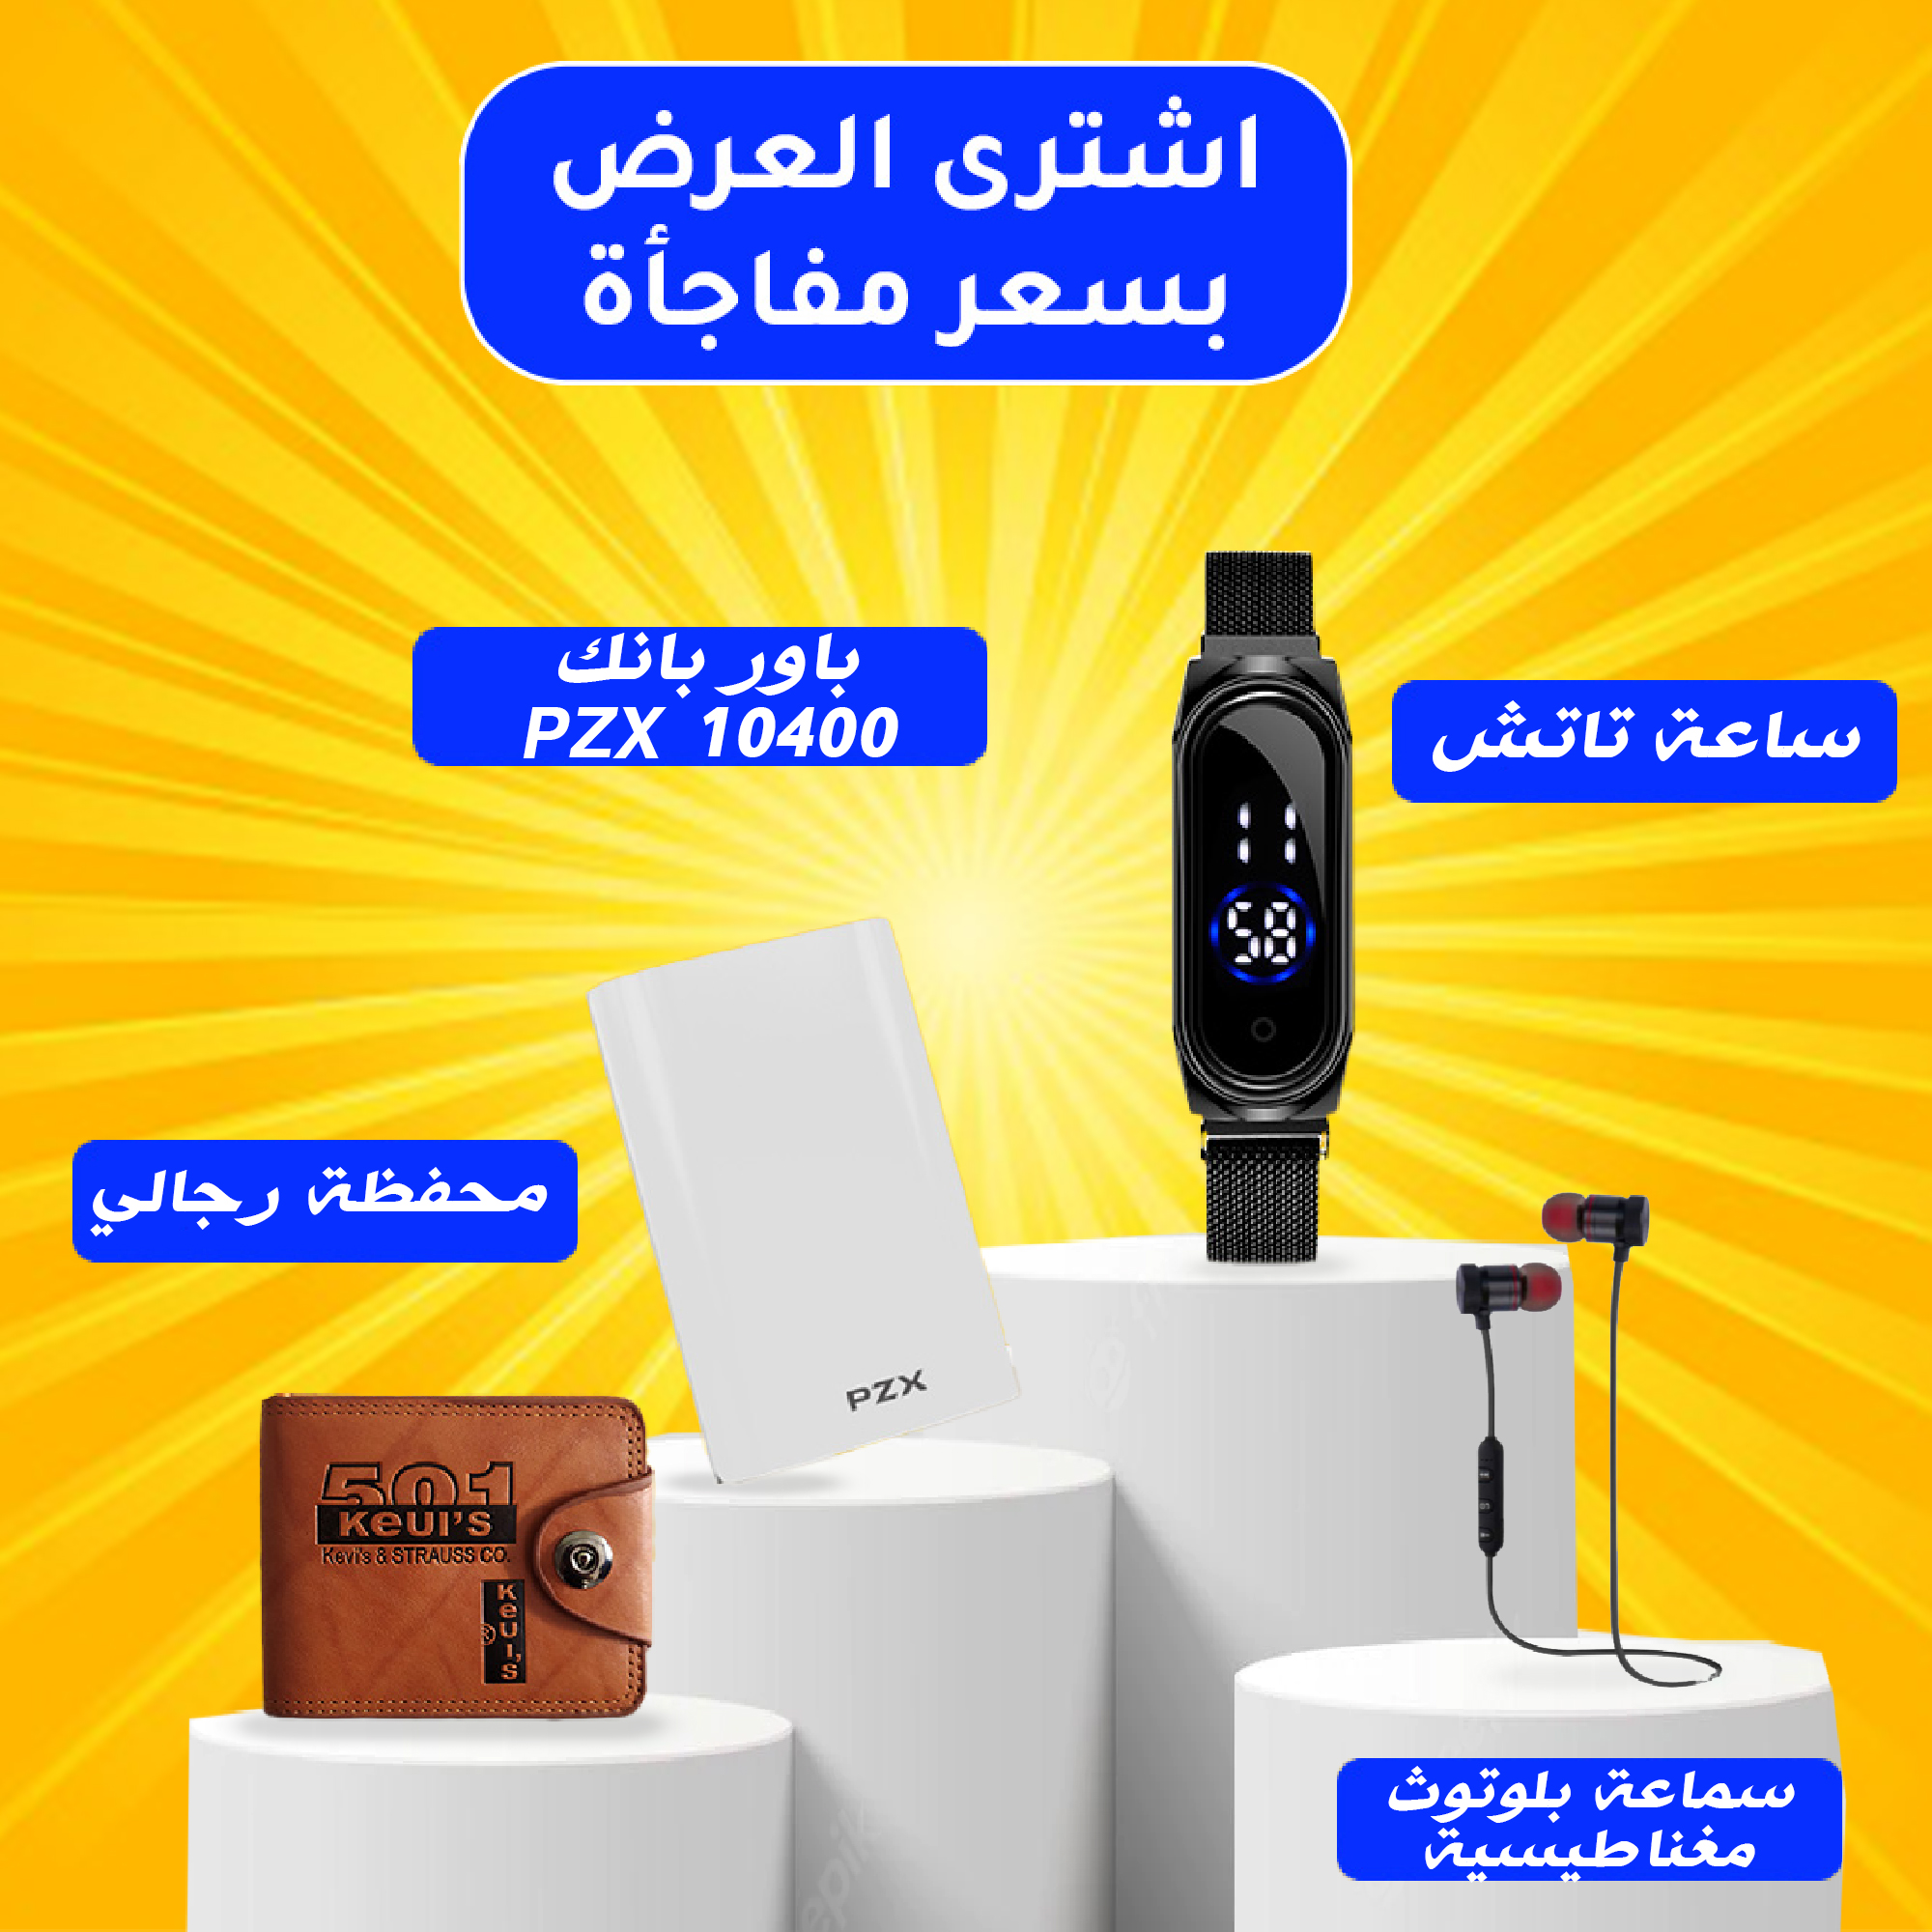 اشترى العرض
بسعر مفاجأة
باور بانك
PZX 10400
ساعة تاتش
11
58
محفظة رجالي
PZX
501
KeUI'S
Kevi's & STRAUSS CO.
KeUI'S
®
سماعة بلوتوث
مغناطيسية